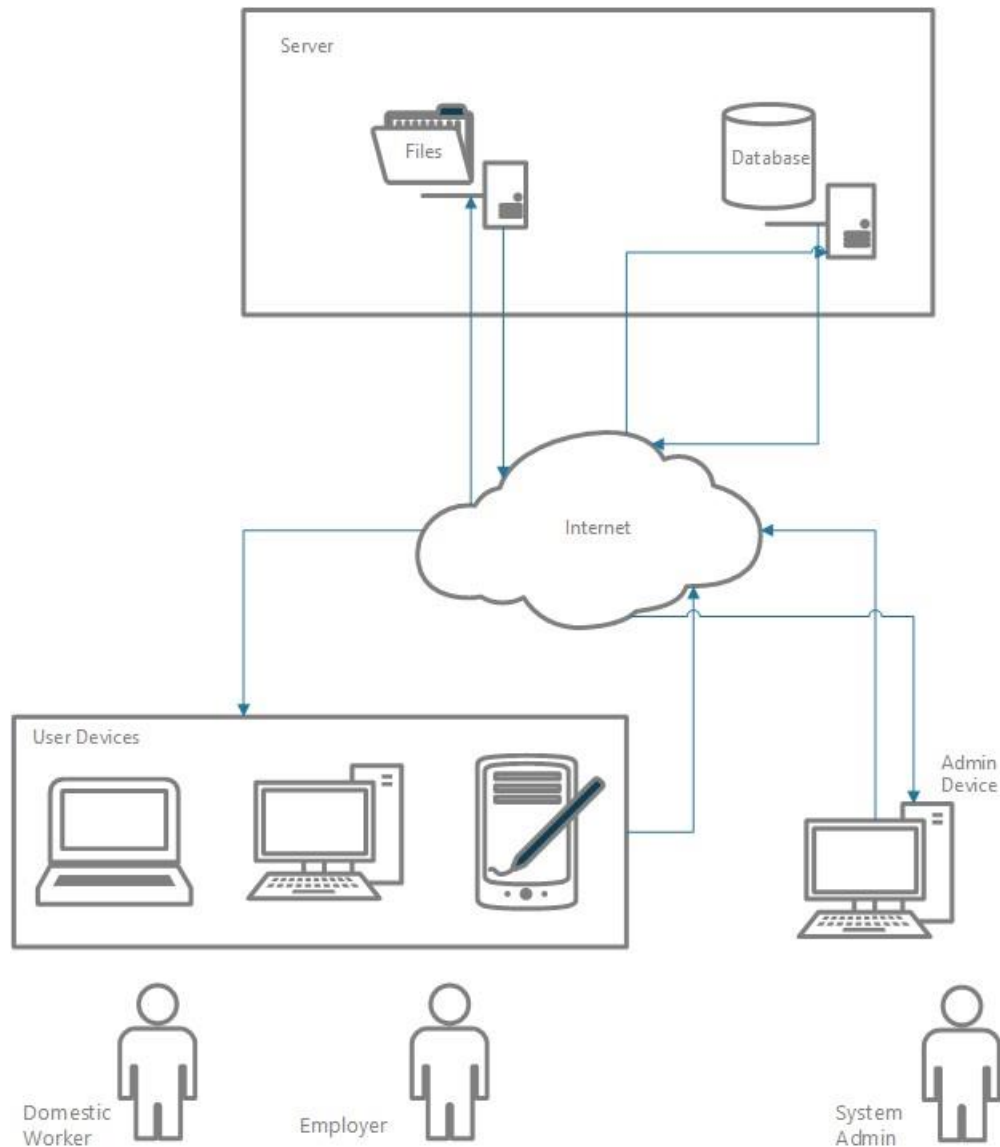 Server
Files
Database
Internet
User Devices
Admin
Device
Domestic
Worker
Employer
System
Admin